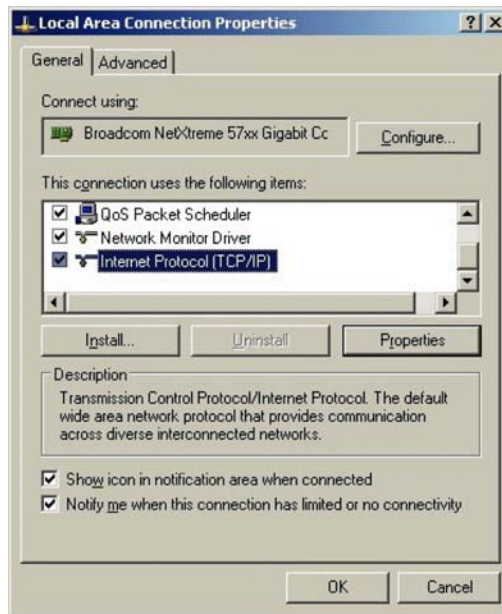 Local Area Connection Properties
General
Advanced
Connect using:
Broadcom NetXtreme 57xx Gigabit Cc
Configure...
This connection uses the following items:
QoS Packet Scheduler
Network Monitor Driver
Internet Protocol (TCP/IP)
Install...
Uninstall
Properties
Description
Transmission Control Protocol/Internet Protocol. The default
wide area network protocol that provides communication
across diverse interconnected networks.
Show icon in notification area when connected
Notify me when this connection has limited or no connectivity
OK
Cancel